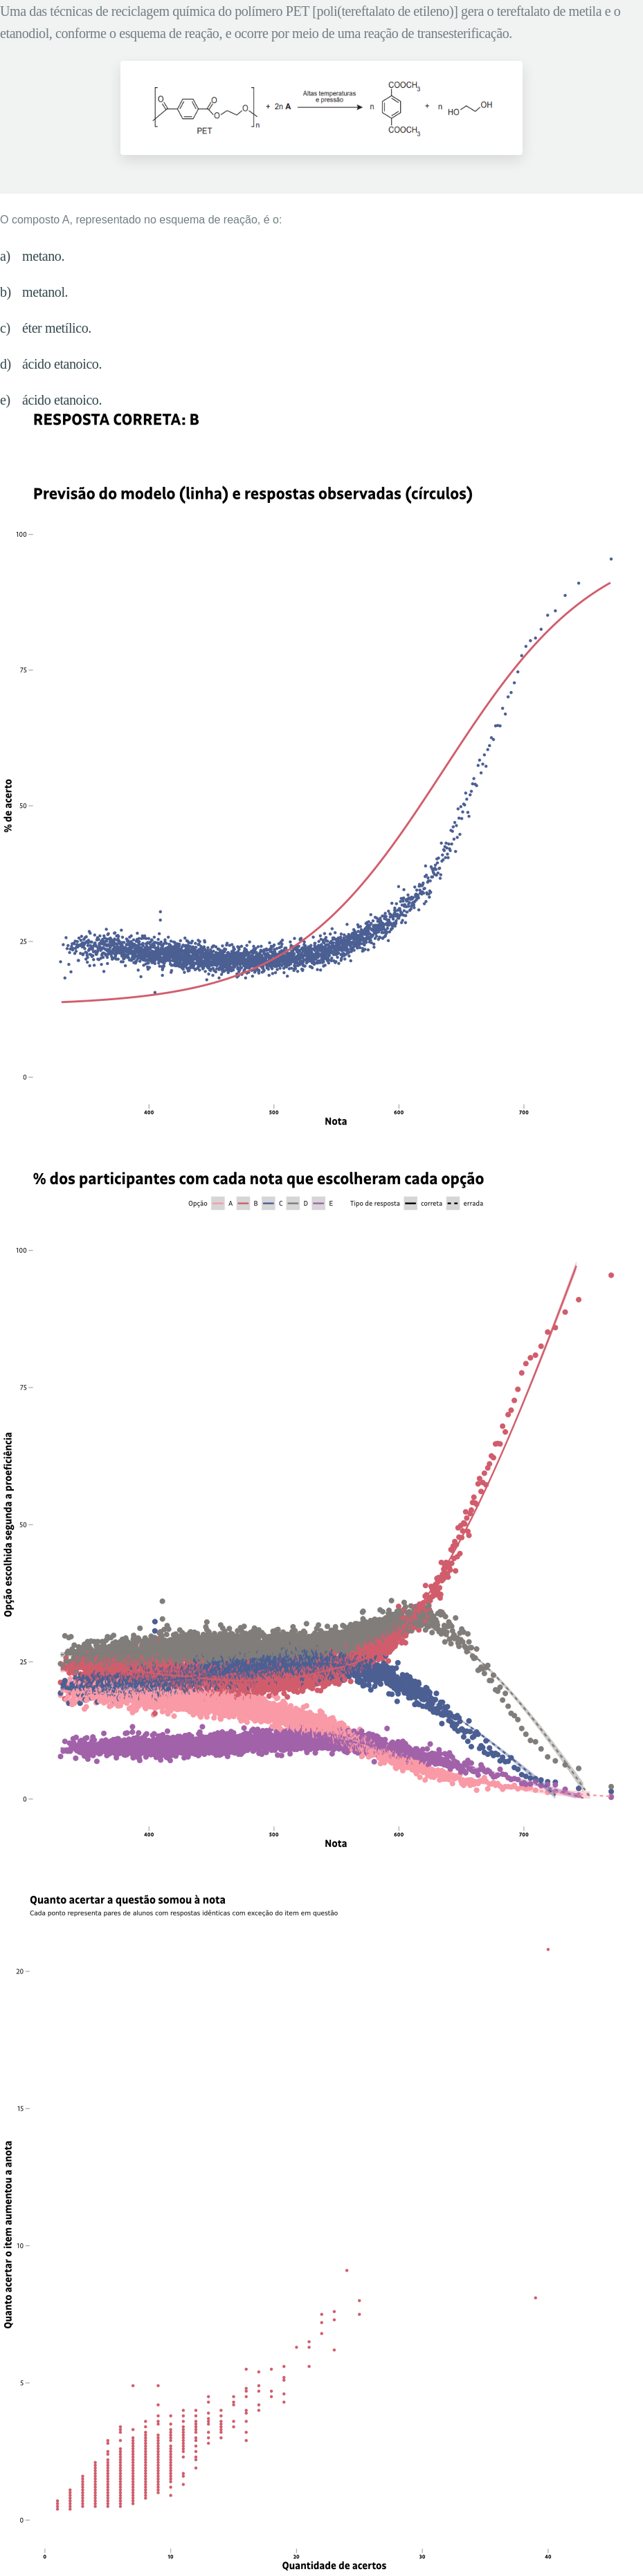 Uma das técnicas de reciclagem química do polímero PET [poli(tereftalato de etileno)] gera o tereftalato de metila e o
etanodiol, conforme o esquema de reação, e ocorre por meio de uma reação de transesterificação.
O
O
O
O
n
PET
+ 2n A
Altas temperaturas
e pressão
n
COOCH3
COOCH3
+ n
HO
OH
O composto A, representado no esquema de reação, é o:
a) metano.
b) metanol.
c) éter metílico.
d) ácido etanoico.
e) ácido etanoico.
RESPOSTA CORRETA: B
Previsão do modelo (linha) e respostas observadas (círculos)
100
75
50
25
0
% de acerto
400 500 600 700
Nota
% dos participantes com cada nota que escolheram cada opção
Opção A B C D E Tipo de resposta correta errada
100
75
50
25
0
Opção escolhida segunda a proeficiência
400 500 600 700
Nota
Quanto acertar a questão somou à nota
Cada ponto representa pares de alunos com respostas idênticas com exceção do item em questão
20
15
10
5
0
Quanto acertar o item aumentou a anota
0 10 20 30 40
Quantidade de acertos